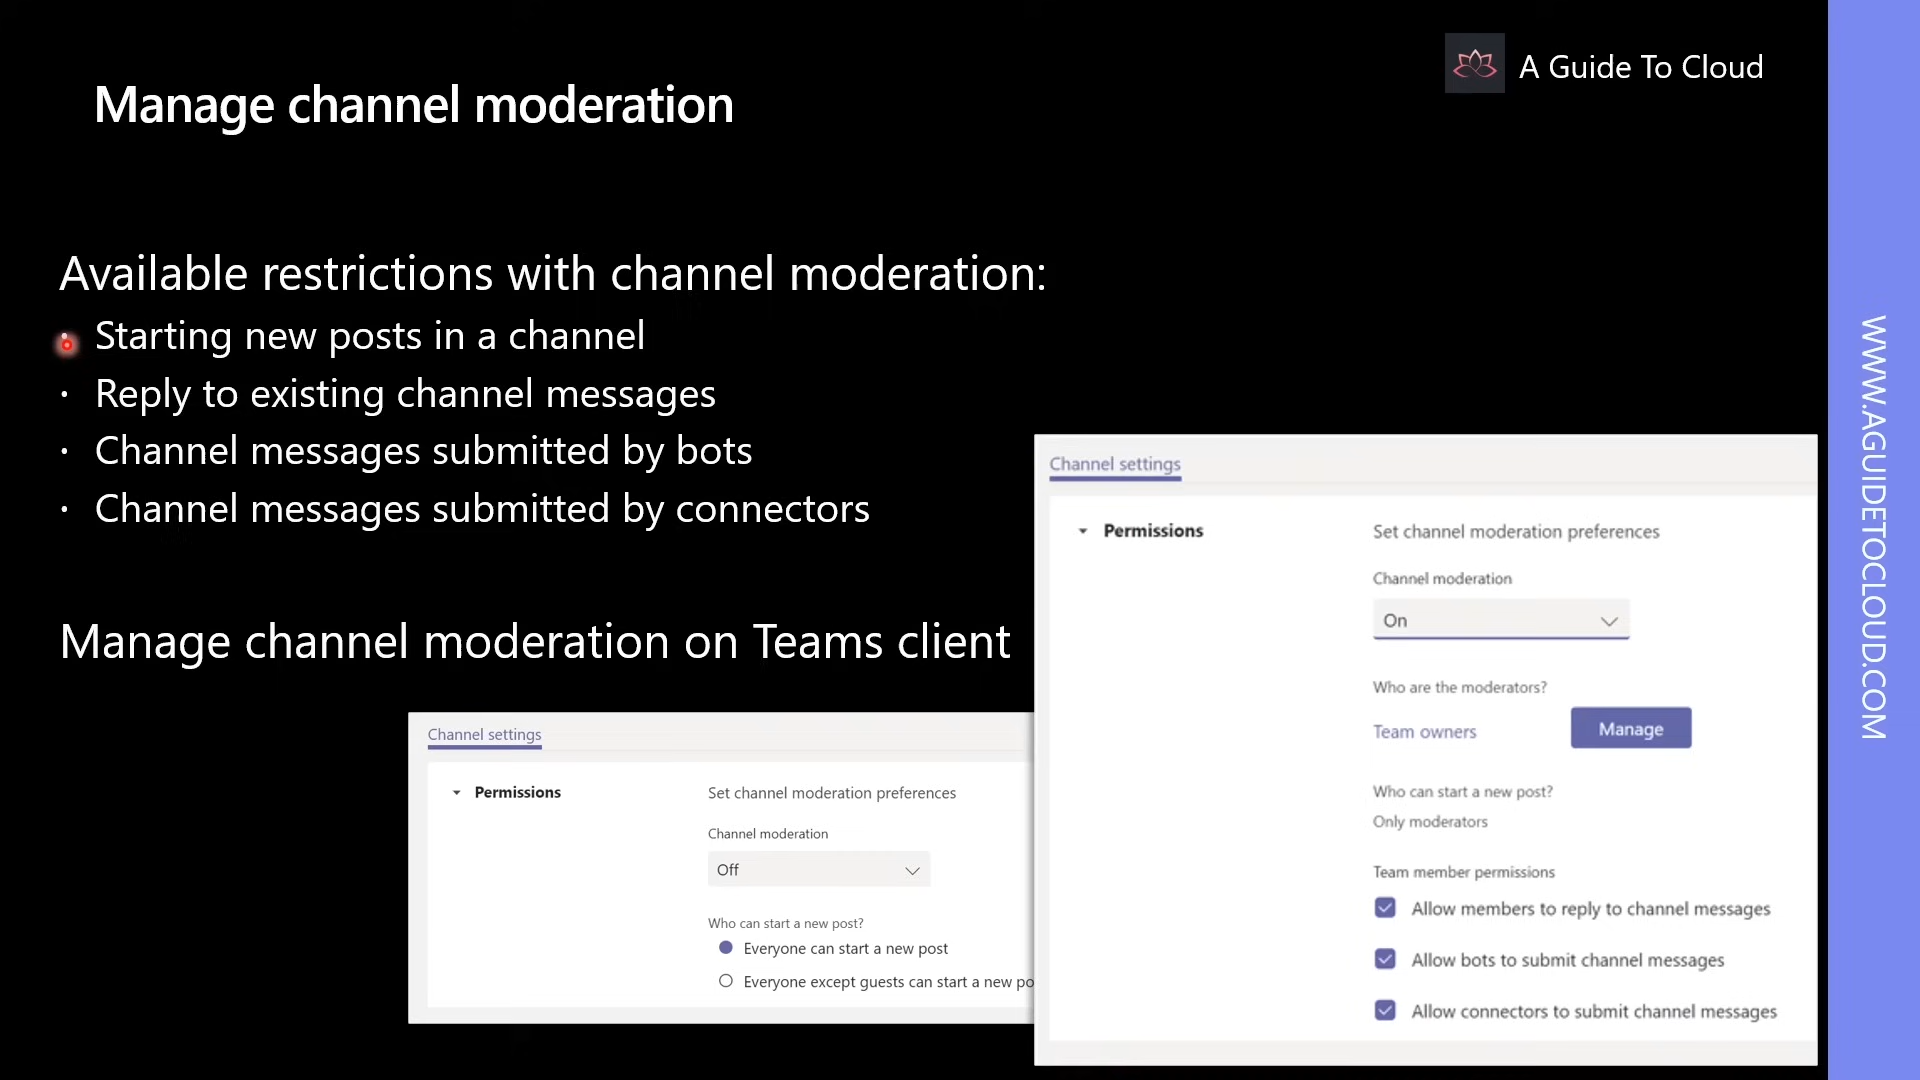 A Guide To Cloud
Manage channel moderation
Available restrictions with channel moderation:
· Starting new posts in a channel
· Reply to existing channel messages
· Channel messages submitted by bots
· Channel messages submitted by connectors
Manage channel moderation on Teams client
Channel settings
Permissions
Set channel moderation preferences
Channel moderation
Off
Who can start a new post?
Everyone can start a new post
Everyone except guests can start a new po
Channel settings
Permissions
Set channel moderation preferences
Channel moderation
On
Who are the moderators?
Team owners
Manage
Who can start a new post?
Only moderators
Team member permissions
Allow members to reply to channel messages
Allow bots to submit channel messages
Allow connectors to submit channel messages
WWW.AGUIDETOCLOUD.COM